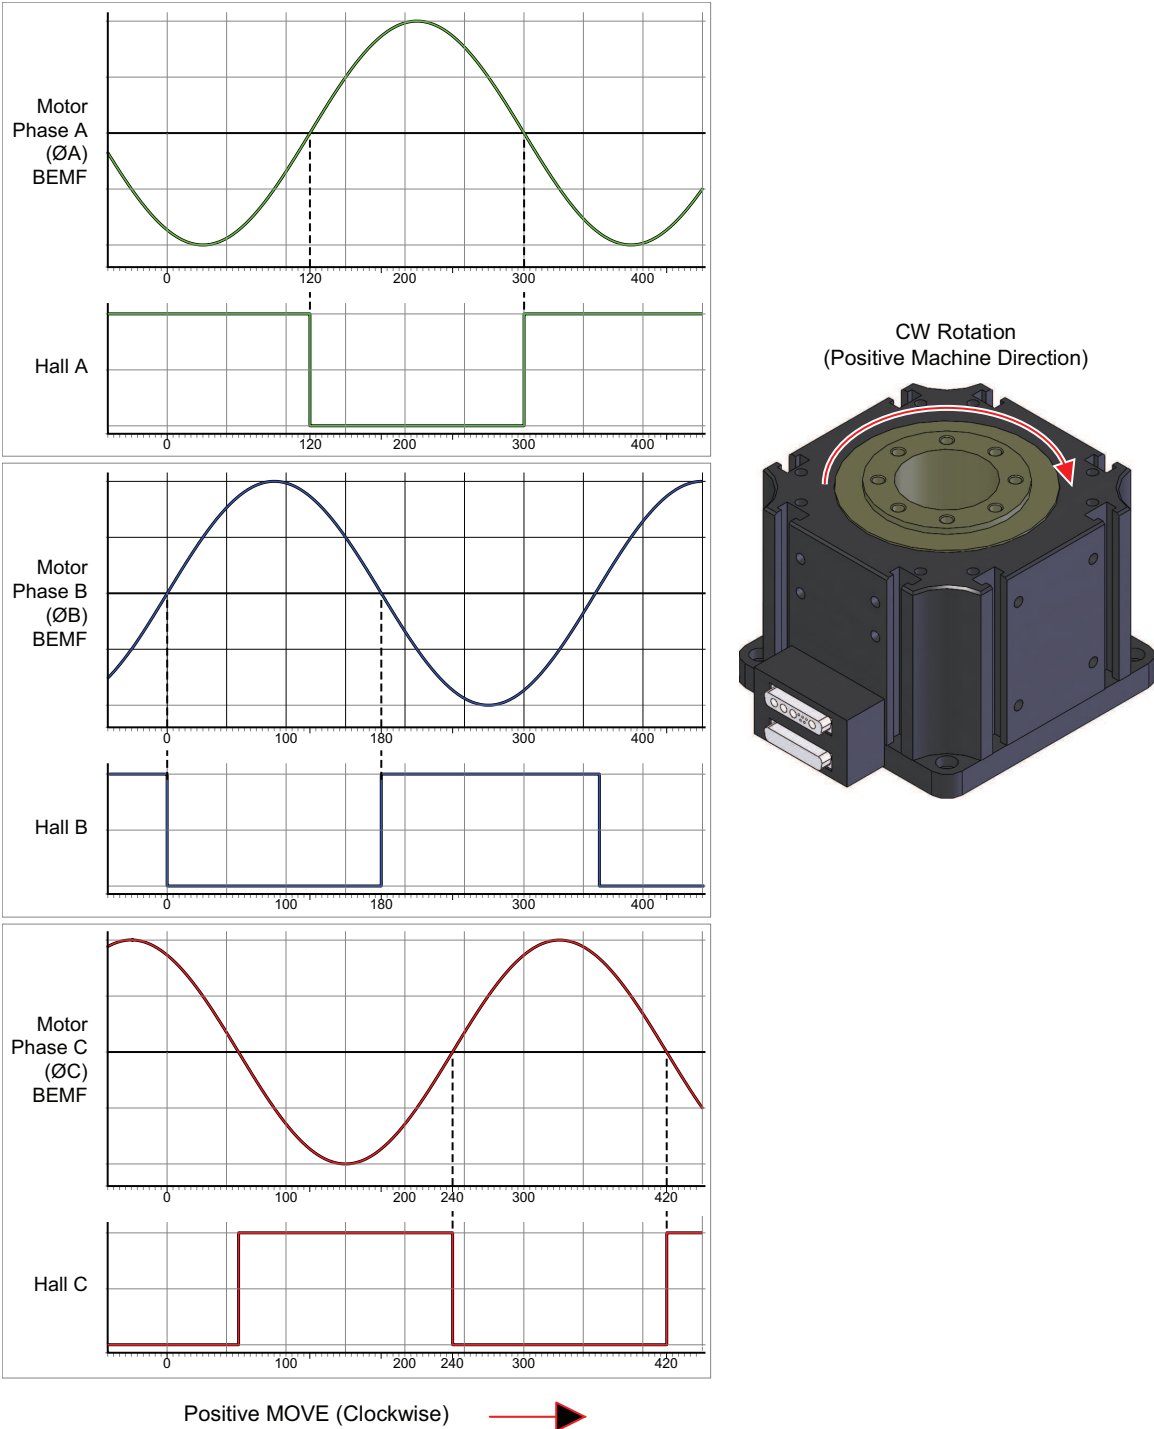 Motor
Phase A
(ØA)
BEMF
0 120 200 300 400
Hall A
0 120 200 300 400
Motor
Phase B
(ØB)
BEMF
0 100 180 300 400
Hall B
0 100 180 300 400
Motor
Phase C
(ØC)
BEMF
0 100 200 240 300 420
Hall C
0 100 200 240 300 420
Positive MOVE (Clockwise)
CW Rotation
(Positive Machine Direction)